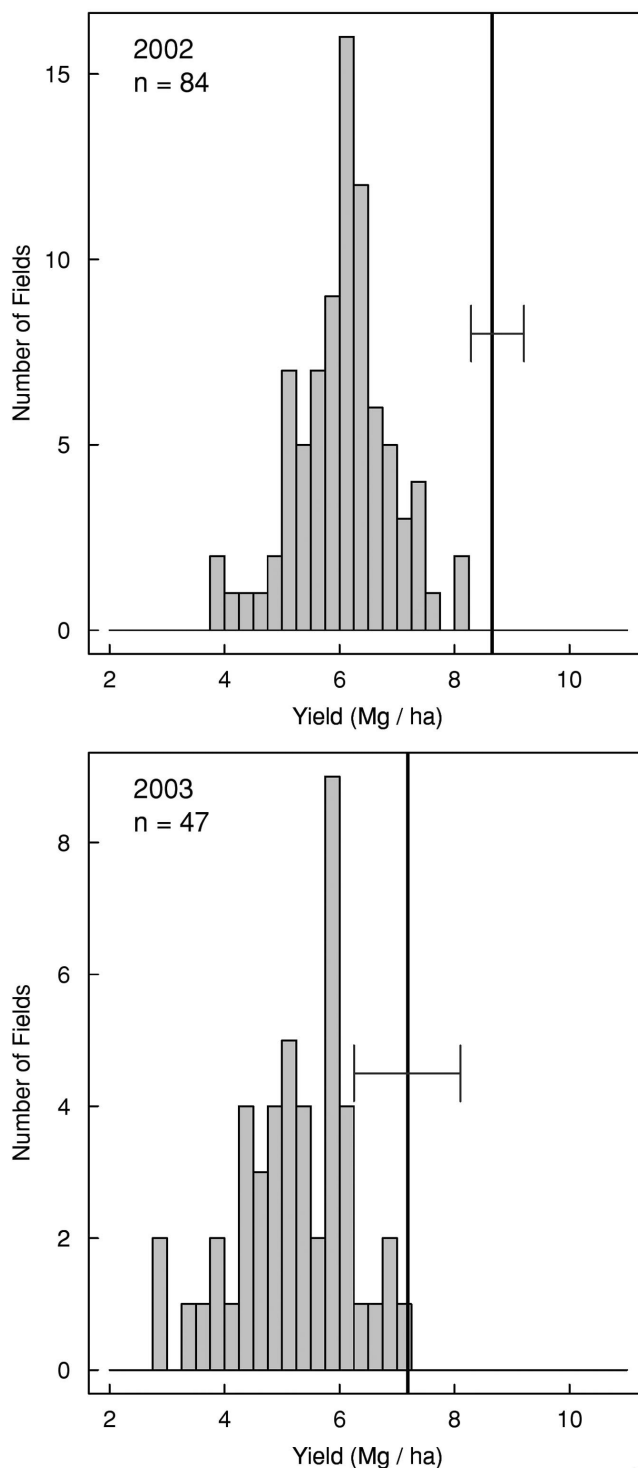 2002
n = 84
15
10
5
0
Number of Fields
2 4 6 8 10
Yield (Mg / ha)
2003
n = 47
8
6
4
2
0
Number of Fields
2 4 6 8 10
Yield (Mg / ha)